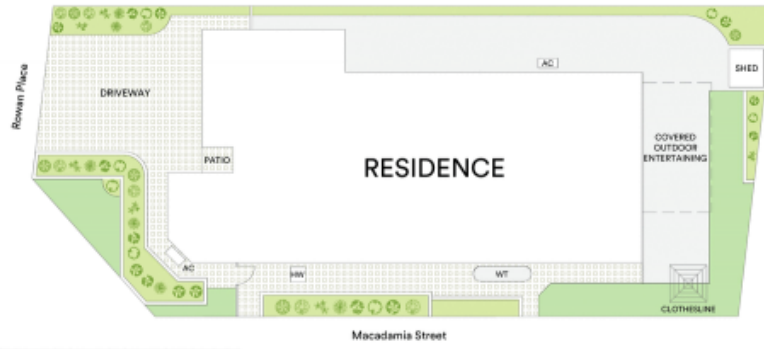 AC
SHED
Rowan Place
DRIVEWAY
COVERED
OUTDOOR
ENTERTAINING
PATIO
RESIDENCE
AC
HW
WT
CLOTHESLINE
Macadamia Street